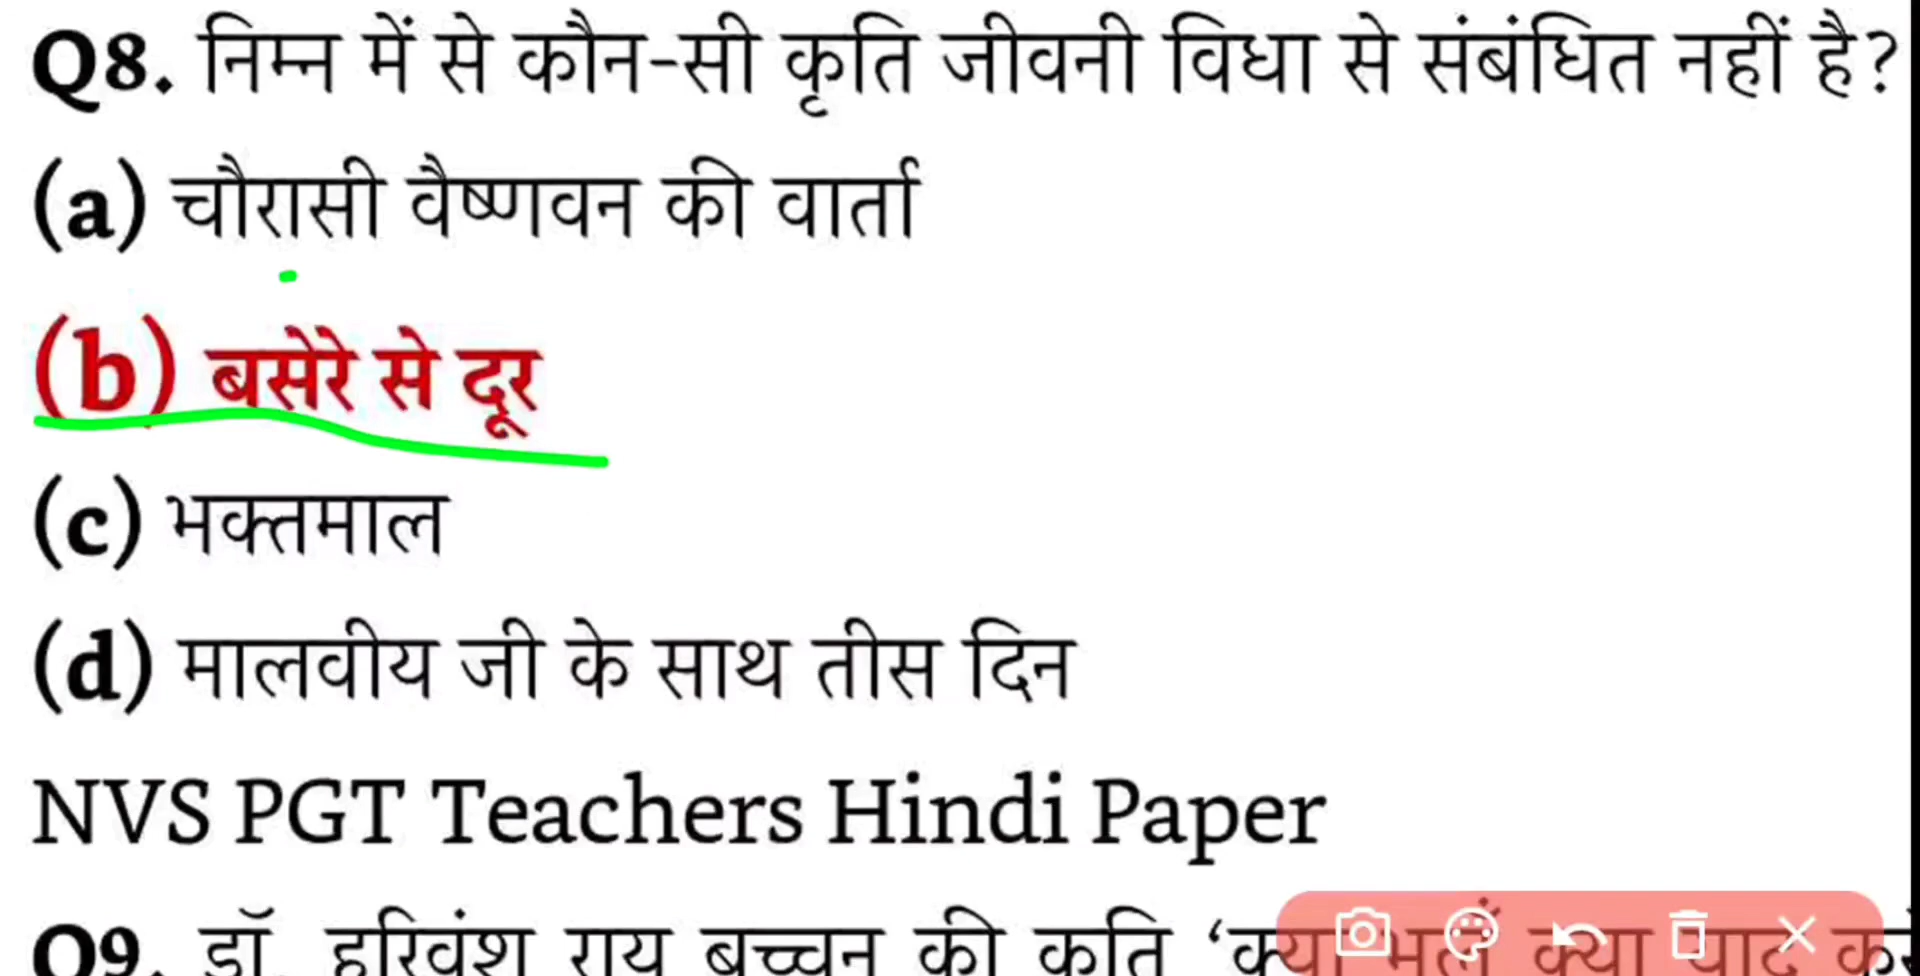 Q8. निम्न में से कौन-सी कृति जीवनी विधा से संबंधित नहीं है?
(a) चौरासी वैष्णवन की वार्ता
(b) बसेरे से दूर
(c) भक्तमाल
(d) मालवीय जी के साथ तीस दिन
NVS PGT Teachers Hindi Paper
Q9. डॉ. हरिवंश राय बच्चन की कृति ‘क्या भूलूँ क्या याद